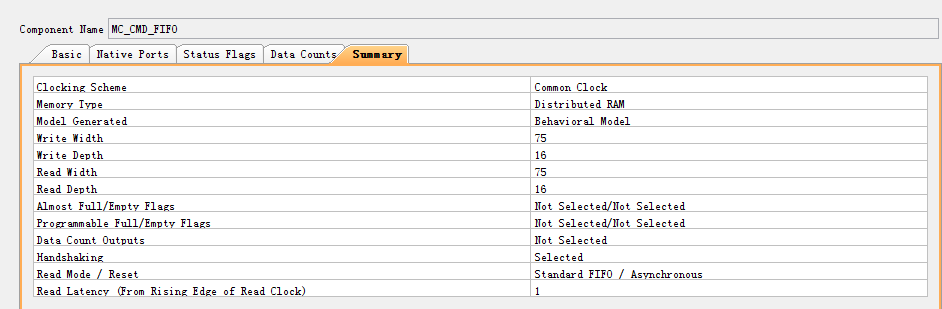 Component Name MC_CMD_FIFO
Basic Native Ports Status Flags Data Counts Summary
Clocking Scheme Common Clock
Memory Type Distributed RAM
Model Generated Behavioral Model
Write Width 75
Write Depth 16
Read Width 75
Read Depth 16
Almost Full/Empty Flags Not Selected/Not Selected
Programmable Full/Empty Flags Not Selected/Not Selected
Data Count Outputs Not Selected
Handshaking Selected
Read Mode / Reset Standard FIFO / Asynchronous
Read Latency (From Rising Edge of Read Clock) 1